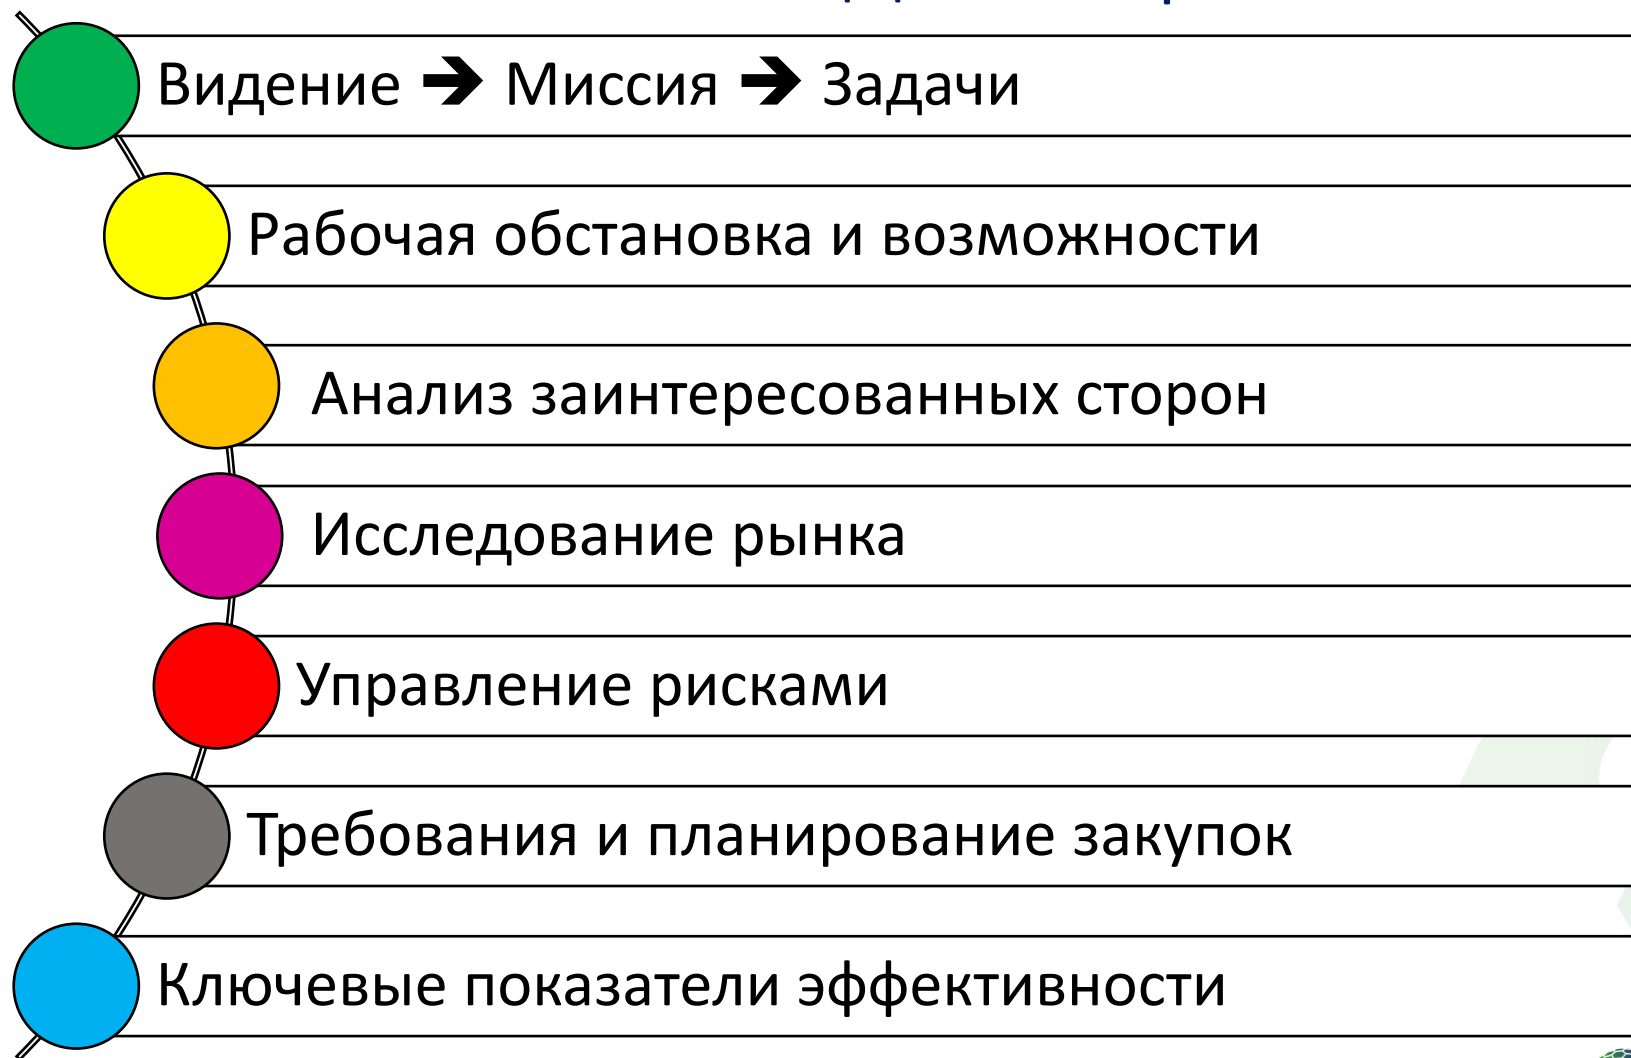 Видение ➔ Миссия ➔ Задачи
Рабочая обстановка и возможности
Анализ заинтересованных сторон
Исследование рынка
Управление рисками
Требования и планирование закупок
Ключевые показатели эффективности